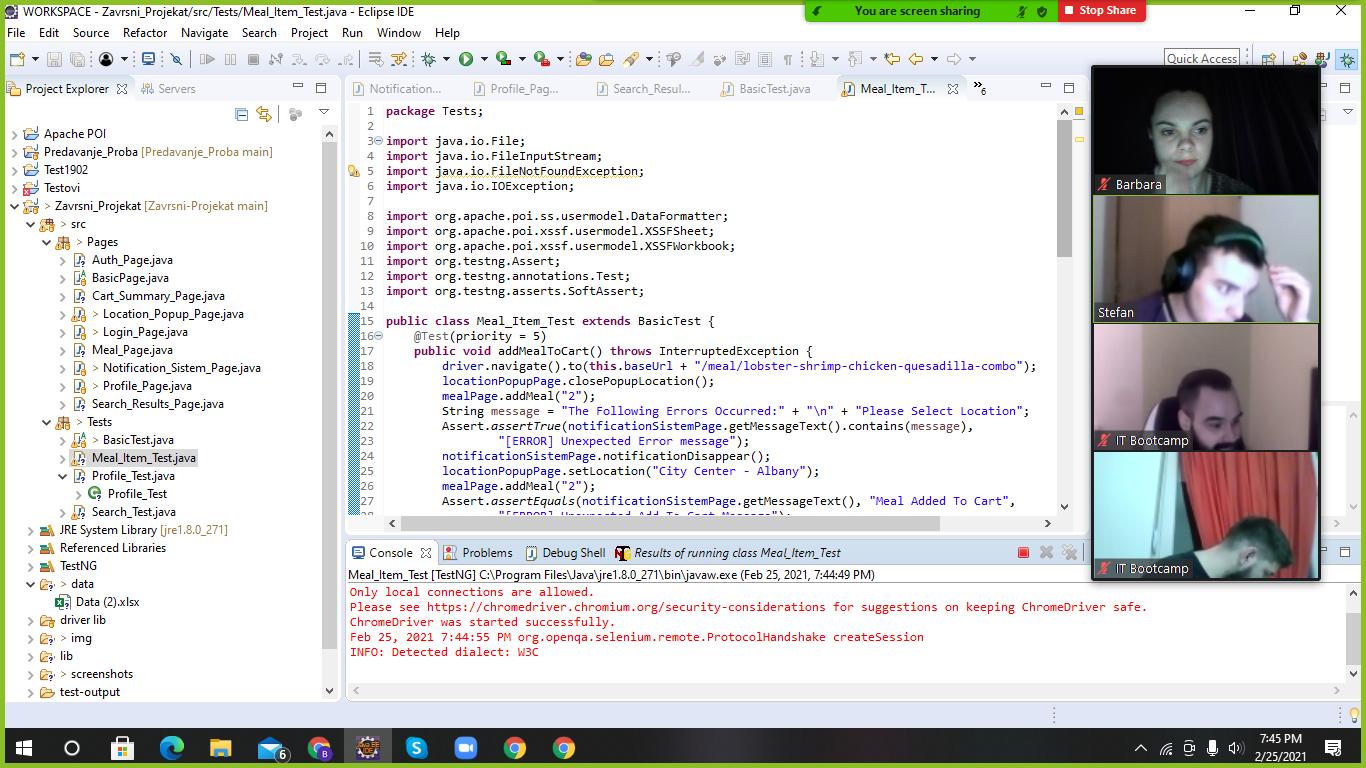 WORKSPACE - Zavrsni_Projekat/src/Tests/Meal_Item_Test.java - Eclipse IDE
You are screen sharing
Stop Share
File Edit Source Refactor Navigate Search Project Run Window Help
Quick Access
Project Explorer Servers
Notification... Profile_Pag... Search_Resul... BasicTest.java Meal_Item_T... »6
Apache POI
Predavanje_Proba [Predavanje_Proba main]
Test1902
Testovi
> Zavrsni_Projekat [Zavrsni-Projekat main]
> src
> Pages
Auth_Page.java
BasicPage.java
Cart_Summary_Page.java
> Location_Popup_Page.java
> Login_Page.java
Meal_Page.java
> Notification_Sistem_Page.java
> Profile_Page.java
Search_Results_Page.java
> Tests
> BasicTest.java
Meal_Item_Test.java
Profile_Test.java
Profile_Test
Search_Test.java
JRE System Library [jre1.8.0_271]
Referenced Libraries
TestNG
> data
Data (2).xlsx
driver lib
> img
lib
> screenshots
test-output
1 package Tests;
2
3 import java.io.File;
4 import java.io.FileInputStream;
5 import java.io.FileNotFoundException;
6 import java.io.IOException;
7
8 import org.apache.poi.ss.usermodel.DataFormatter;
9 import org.apache.poi.xssf.usermodel.XSSFSheet;
10 import org.apache.poi.xssf.usermodel.XSSFWorkbook;
11 import org.testng.Assert;
12 import org.testng.annotations.Test;
13 import org.testng.asserts.SoftAssert;
14
15 public class Meal_Item_Test extends BasicTest {
16 @Test(priority = 5)
17 public void addMealToCart() throws InterruptedException {
18 driver.navigate().to(this.baseUrl + "/meal/lobster-shrimp-chicken-quesadilla-combo");
19 locationPopupPage.closePopupLocation();
20 mealPage.addMeal("2");
21 String message = "The Following Errors Occurred:" + "\n" + "Please Select Location";
22 Assert.assertTrue(notificationSistemPage.getMessageText().contains(message),
23 "[ERROR] Unexpected Error message");
24 notificationSistemPage.notificationDisappear();
25 locationPopupPage.setLocation("City Center - Albany");
26 mealPage.addMeal("2");
27 Assert.assertEquals(notificationSistemPage.getMessageText(), "Meal Added To Cart",
28 "[ERROR] Unexpected Add To Cart Message");
Barbara
Stefan
IT Bootcamp
IT Bootcamp
Console Problems Debug Shell Results of running class Meal_Item_Test
Meal_Item_Test [TestNG] C:\Program Files\Java\jre1.8.0_271\bin\javaw.exe (Feb 25, 2021, 7:44:49 PM)
Only local connections are allowed.
Please see https://chromedriver.chromium.org/security-considerations for suggestions on keeping ChromeDriver safe.
ChromeDriver was started successfully.
Feb 25, 2021 7:44:55 PM org.openqa.selenium.remote.ProtocolHandshake createSession
INFO: Detected dialect: W3C
6
B
7:45 PM
2/25/2021